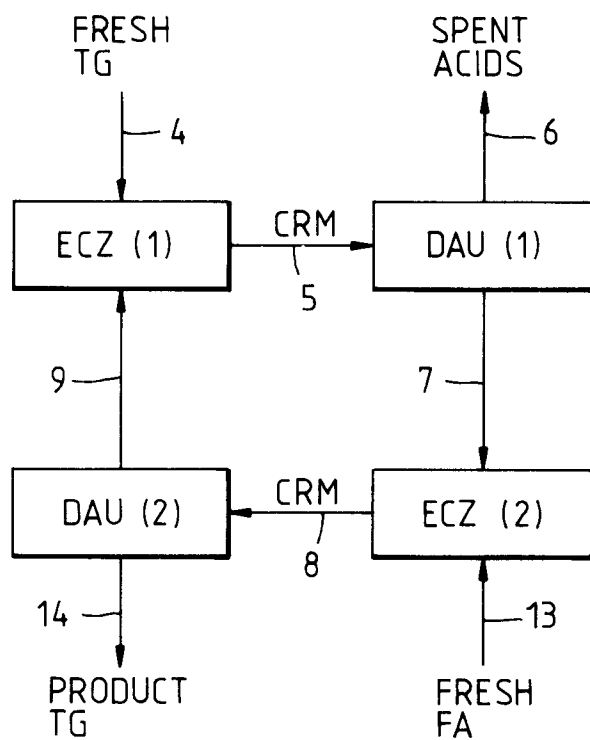 FRESH
TG
SPENT
ACIDS
4
6
ECZ (1)
CRM
DAU (1)
5
9
7
DAU (2)
CRM
ECZ (2)
8
14
13
PRODUCT
TG
FRESH
FA